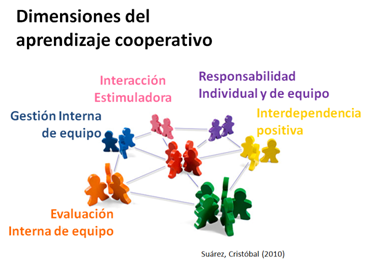 Dimensiones del
aprendizaje cooperativo
Interacción
Estimuladora
Responsabilidad
Individual y de equipo
Gestión Interna
de equipo
Interdependencia
positiva
Evaluación
Interna de equipo
Suárez, Cristóbal (2010)